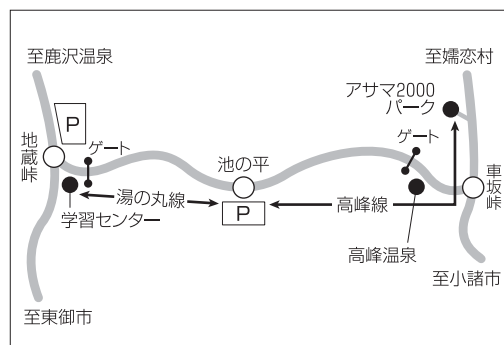 至鹿沢温泉
至嬬恋村
アサマ2000
パーク
P
ゲート
地蔵峠
池の平
ゲート
車坂峠
湯の丸線
P
高峰線
学習センター
高峰温泉
至小諸市
至東御市